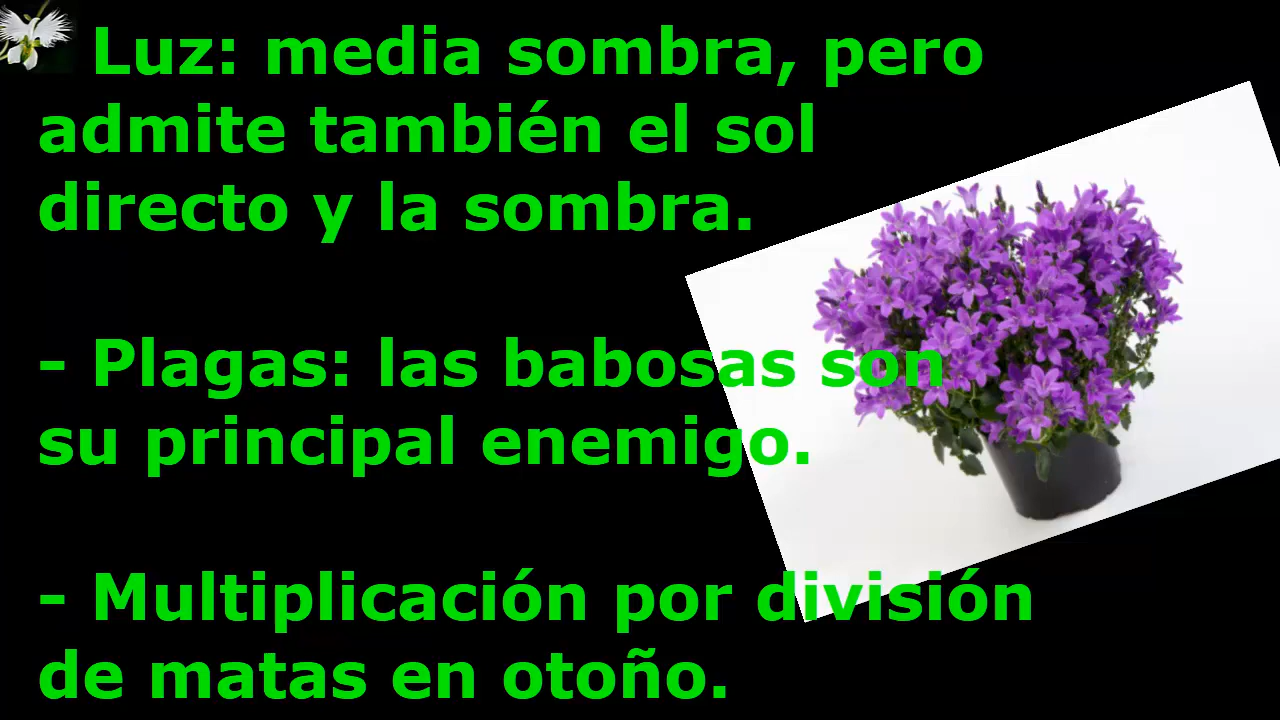 Luz: media sombra, pero
admite también el sol
directo y la sombra.
- Plagas: las babosas son
su principal enemigo.
- Multiplicación por división
de matas en otoño.